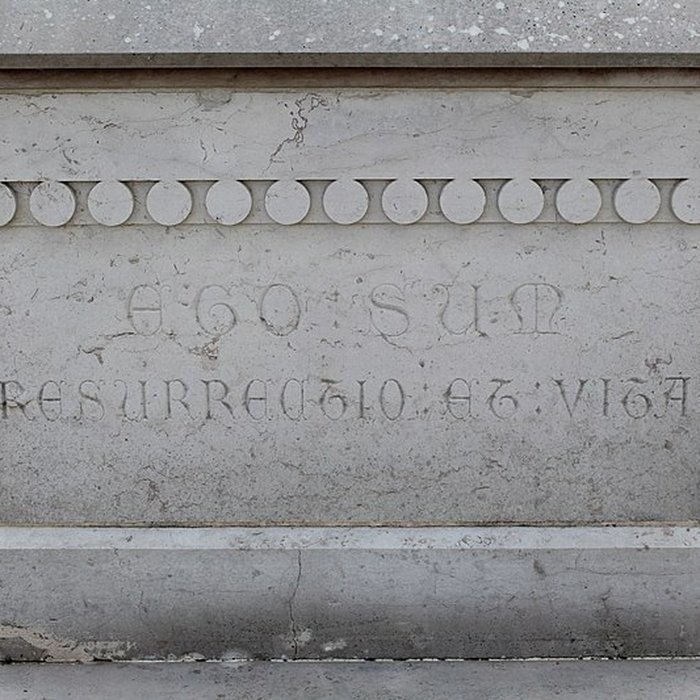 EGO : SUM
RESURRECTIO : ET : VITA